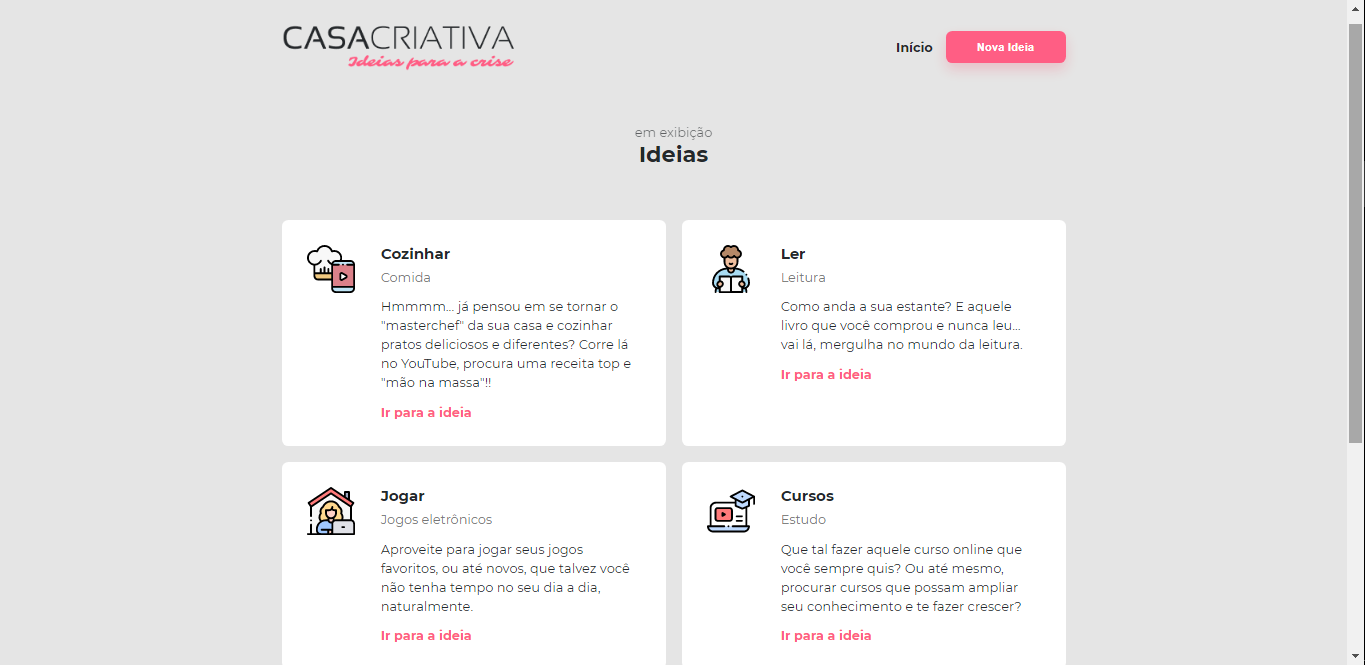 CASACRIATIVA
Ideias para a crise
Início
Nova Ideia
em exibição
Ideias
Cozinhar
Comida
Hmmmm... já pensou em se tornar o
"masterchef" da sua casa e cozinhar
pratos deliciosos e diferentes? Corre lá
no YouTube, procura uma receita top e
"mão na massa"!!
Ir para a ideia
Ler
Leitura
Como anda a sua estante? E aquele
livro que você comprou e nunca leu...
vai lá, mergulha no mundo da leitura.
Ir para a ideia
Jogar
Jogos eletrônicos
Aproveite para jogar seus jogos
favoritos, ou até novos, que talvez você
não tenha tempo no seu dia a dia,
naturalmente.
Ir para a ideia
Cursos
Estudo
Que tal fazer aquele curso online que
você sempre quis? Ou até mesmo,
procurar cursos que possam ampliar
seu conhecimento e te fazer crescer?
Ir para a ideia